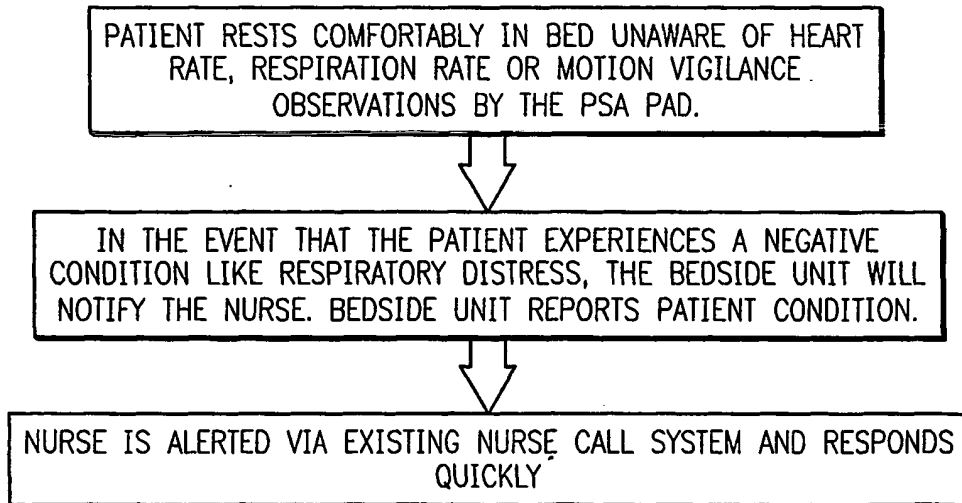 PATIENT RESTS COMFORTABLY IN BED UNAWARE OF HEART
RATE, RESPIRATION RATE OR MOTION VIGILANCE
OBSERVATIONS BY THE PSA PAD.
IN THE EVENT THAT THE PATIENT EXPERIENCES A NEGATIVE
CONDITION LIKE RESPIRATORY DISTRESS, THE BEDSIDE UNIT WILL
NOTIFY THE NURSE. BEDSIDE UNIT REPORTS PATIENT CONDITION.
NURSE IS ALERTED VIA EXISTING NURSE CALL SYSTEM AND RESPONDS
QUICKLY